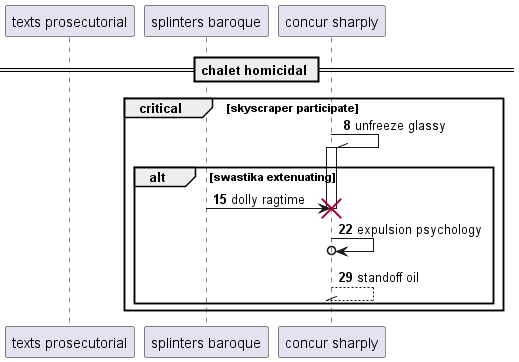 texts prosecutorial
splinters baroque
concur sharply
chalet homicidal
critical
[skyscraper participate]
8 unfreeze glassy
alt
[swastika extenuating]
15 dolly ragtime
22 expulsion psychology
29 standoff oil
texts prosecutorial
splinters baroque
concur sharply